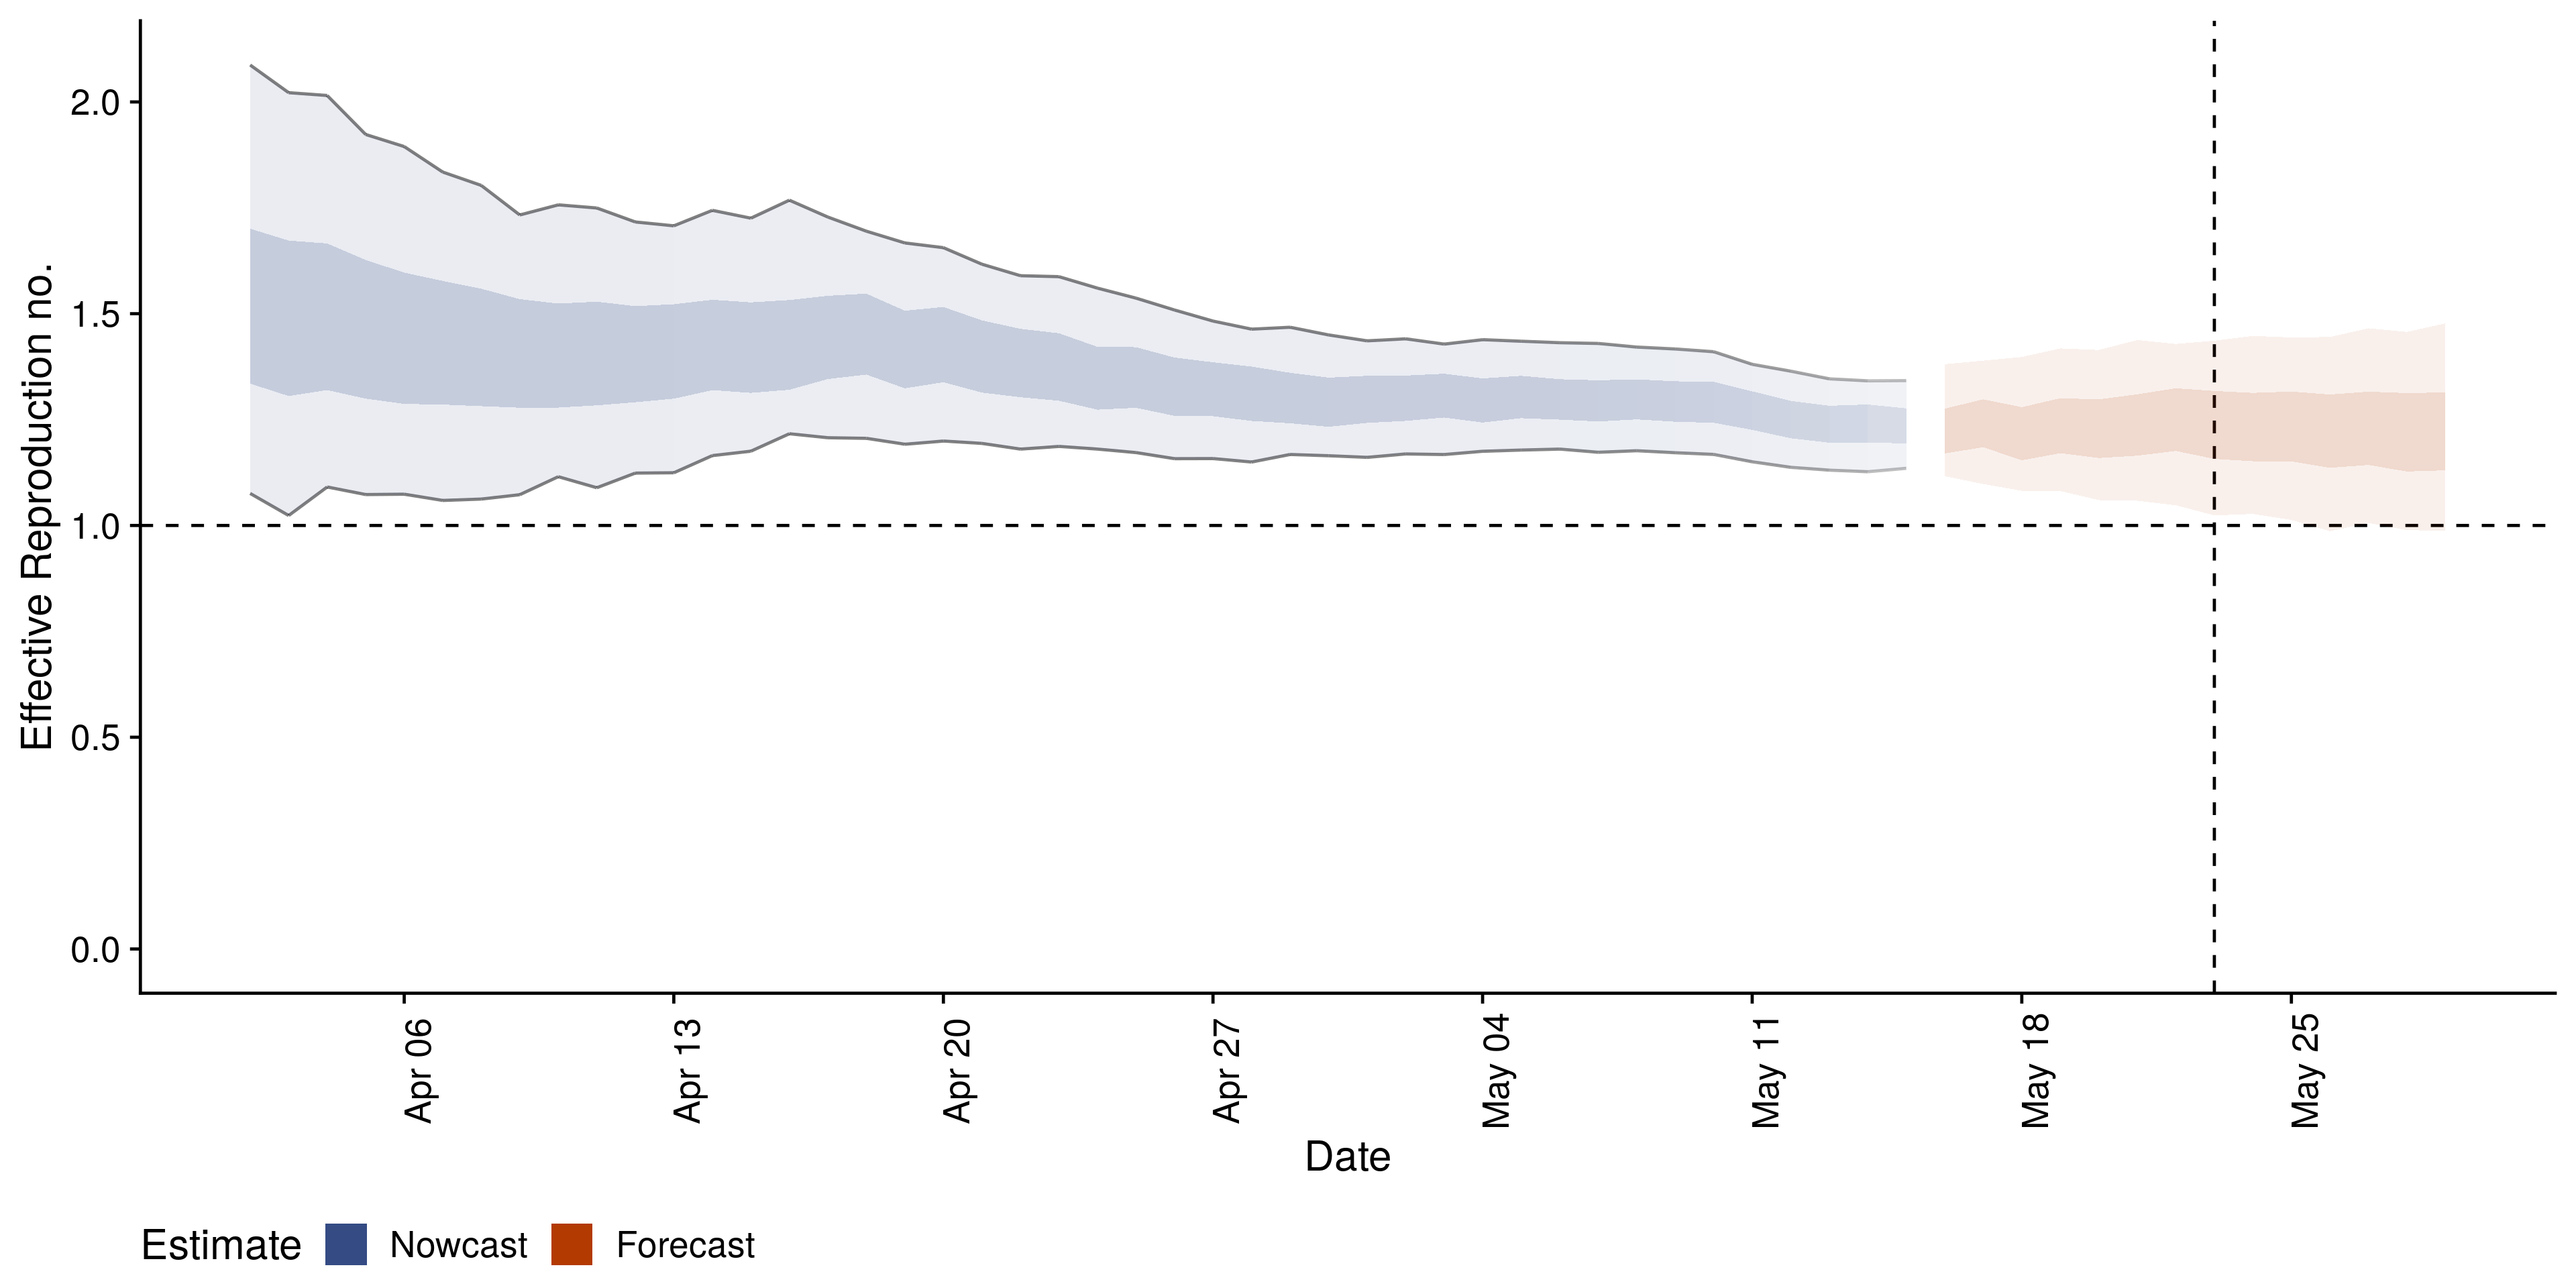 Effective Reproduction no.
2.0
1.5
1.0
0.5
0.0
Apr 06
Apr 13
Apr 20
Apr 27
May 04
May 11
May 18
May 25
Date
Estimate Nowcast Forecast